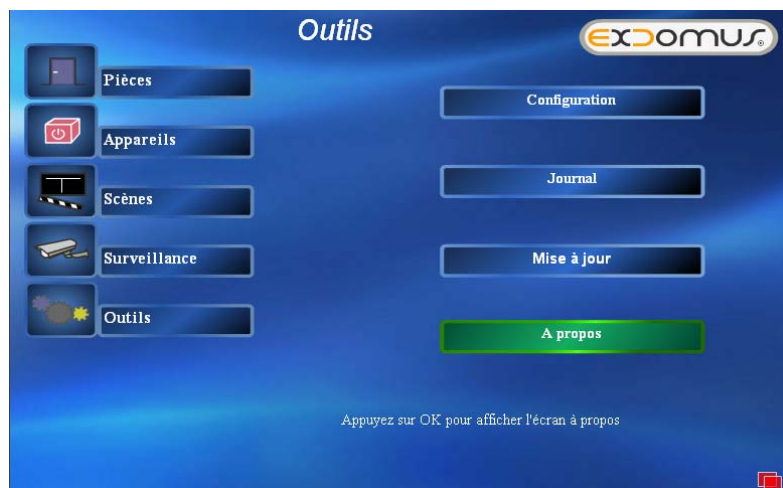 Outils
EXDOMUS
Pièces
Appareils
Scènes
Surveillance
Outils
Configuration
Journal
Mise à jour
A propos
Appuyez sur OK pour afficher l'écran à propos